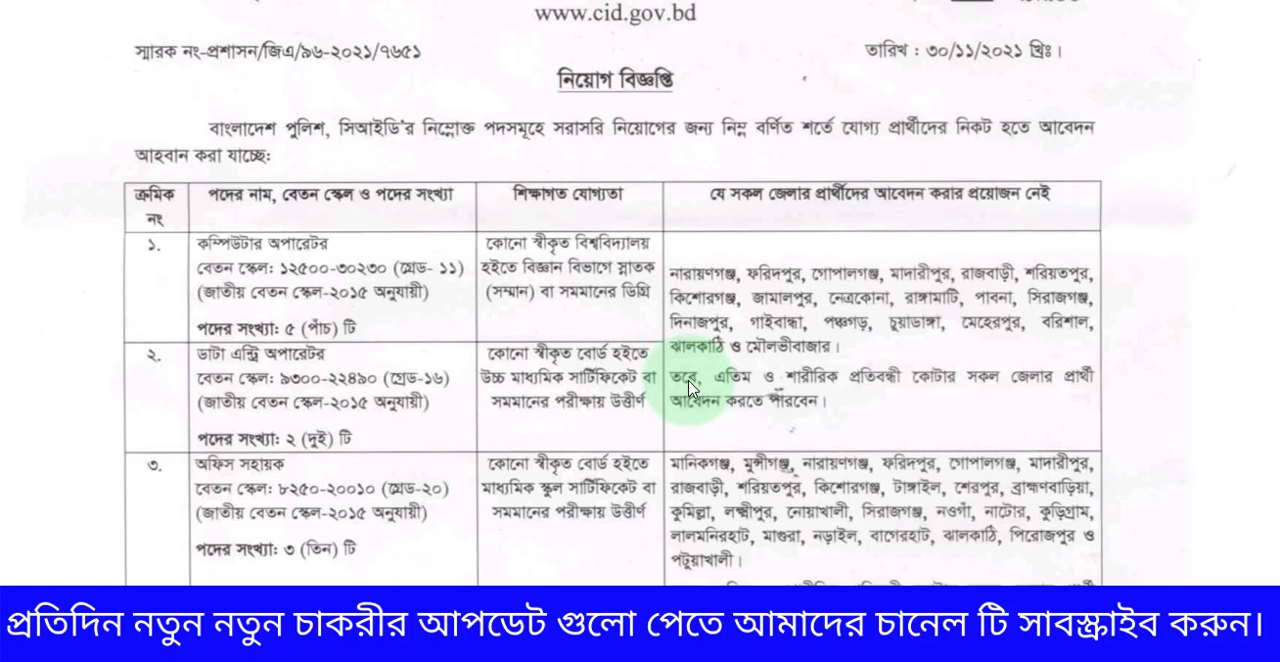 www.cid.gov.bd
স্মারক নং-প্রশাসন/জিএ/৯৬-২০২১/৭৬৫১
তারিখ : ৩০/১১/২০২১ খ্রিঃ।
নিয়োগ বিজ্ঞপ্তি
বাংলাদেশ পুলিশ, সিআইডি'র নিম্নোক্ত পদসমূহে সরাসরি নিয়োগের জন্য নিম্ন বর্ণিত শর্তে যোগ্য প্রার্থীদের নিকট হতে আবেদন
আহবান করা যাচ্ছে:
ক্রমিক নং
পদের নাম, বেতন স্কেল ও পদের সংখ্যা
শিক্ষাগত যোগ্যতা
যে সকল জেলার প্রার্থীদের আবেদন করার প্রয়োজন নেই
১.
কম্পিউটার অপারেটর
বেতন স্কেল: ১২৫০০-৩০২৩০ (গ্রেড- ১১)
(জাতীয় বেতন স্কেল-২০১৫ অনুযায়ী)
পদের সংখ্যা: ৫ (পাঁচ) টি
কোনো স্বীকৃত বিশ্ববিদ্যালয়
হইতে বিজ্ঞান বিভাগে স্নাতক
(সম্মান) বা সমমানের ডিগ্রি
নারায়ণগঞ্জ, ফরিদপুর, গোপালগঞ্জ, মাদারীপুর, রাজবাড়ী, শরিয়তপুর,
কিশোরগঞ্জ, জামালপুর, নেত্রকোনা, রাঙ্গামাটি, পাবনা, সিরাজগঞ্জ,
দিনাজপুর, গাইবান্ধা, পঞ্চগড়, চুয়াডাঙ্গা, মেহেরপুর, বরিশাল,
ঝালকাঠি ও মৌলভীবাজার।
তবে, এতিম ও শারীরিক প্রতিবন্ধী কোটার সকল জেলার প্রার্থী
আবেদন করতে পারবেন।
২.
ডাটা এন্ট্রি অপারেটর
বেতন স্কেল: ৯৩০০-২২৪৯০ (গ্রেড-১৬)
(জাতীয় বেতন স্কেল-২০১৫ অনুযায়ী)
পদের সংখ্যা: ২ (দুই) টি
কোনো স্বীকৃত বোর্ড হইতে
উচ্চ মাধ্যমিক সার্টিফিকেট বা
সমমানের পরীক্ষায় উত্তীর্ণ
৩.
অফিস সহায়ক
বেতন স্কেল: ৮২৫০-২০০১০ (গ্রেড-২০)
(জাতীয় বেতন স্কেল-২০১৫ অনুযায়ী)
পদের সংখ্যা: ৩ (তিন) টি
কোনো স্বীকৃত বোর্ড হইতে
মাধ্যমিক স্কুল সার্টিফিকেট বা
সমমানের পরীক্ষায় উত্তীর্ণ
মানিকগঞ্জ, মুন্সীগঞ্জ, নারায়ণগঞ্জ, ফরিদপুর, গোপালগঞ্জ, মাদারীপুর,
রাজবাড়ী, শরিয়তপুর, কিশোরগঞ্জ, টাঙ্গাইল, শেরপুর, ব্রাহ্মণবাড়িয়া,
কুমিল্লা, লক্ষ্মীপুর, নোয়াখালী, সিরাজগঞ্জ, নওগাঁ, নাটোর, কুড়িগ্রাম,
লালমনিরহাট, মাগুরা, নড়াইল, বাগেরহাট, ঝালকাঠি, পিরোজপুর ও
পটুয়াখালী।
প্রতিদিন নতুন নতুন চাকরীর আপডেট গুলো পেতে আমাদের চানেল টি সাবস্ক্রাইব করুন।